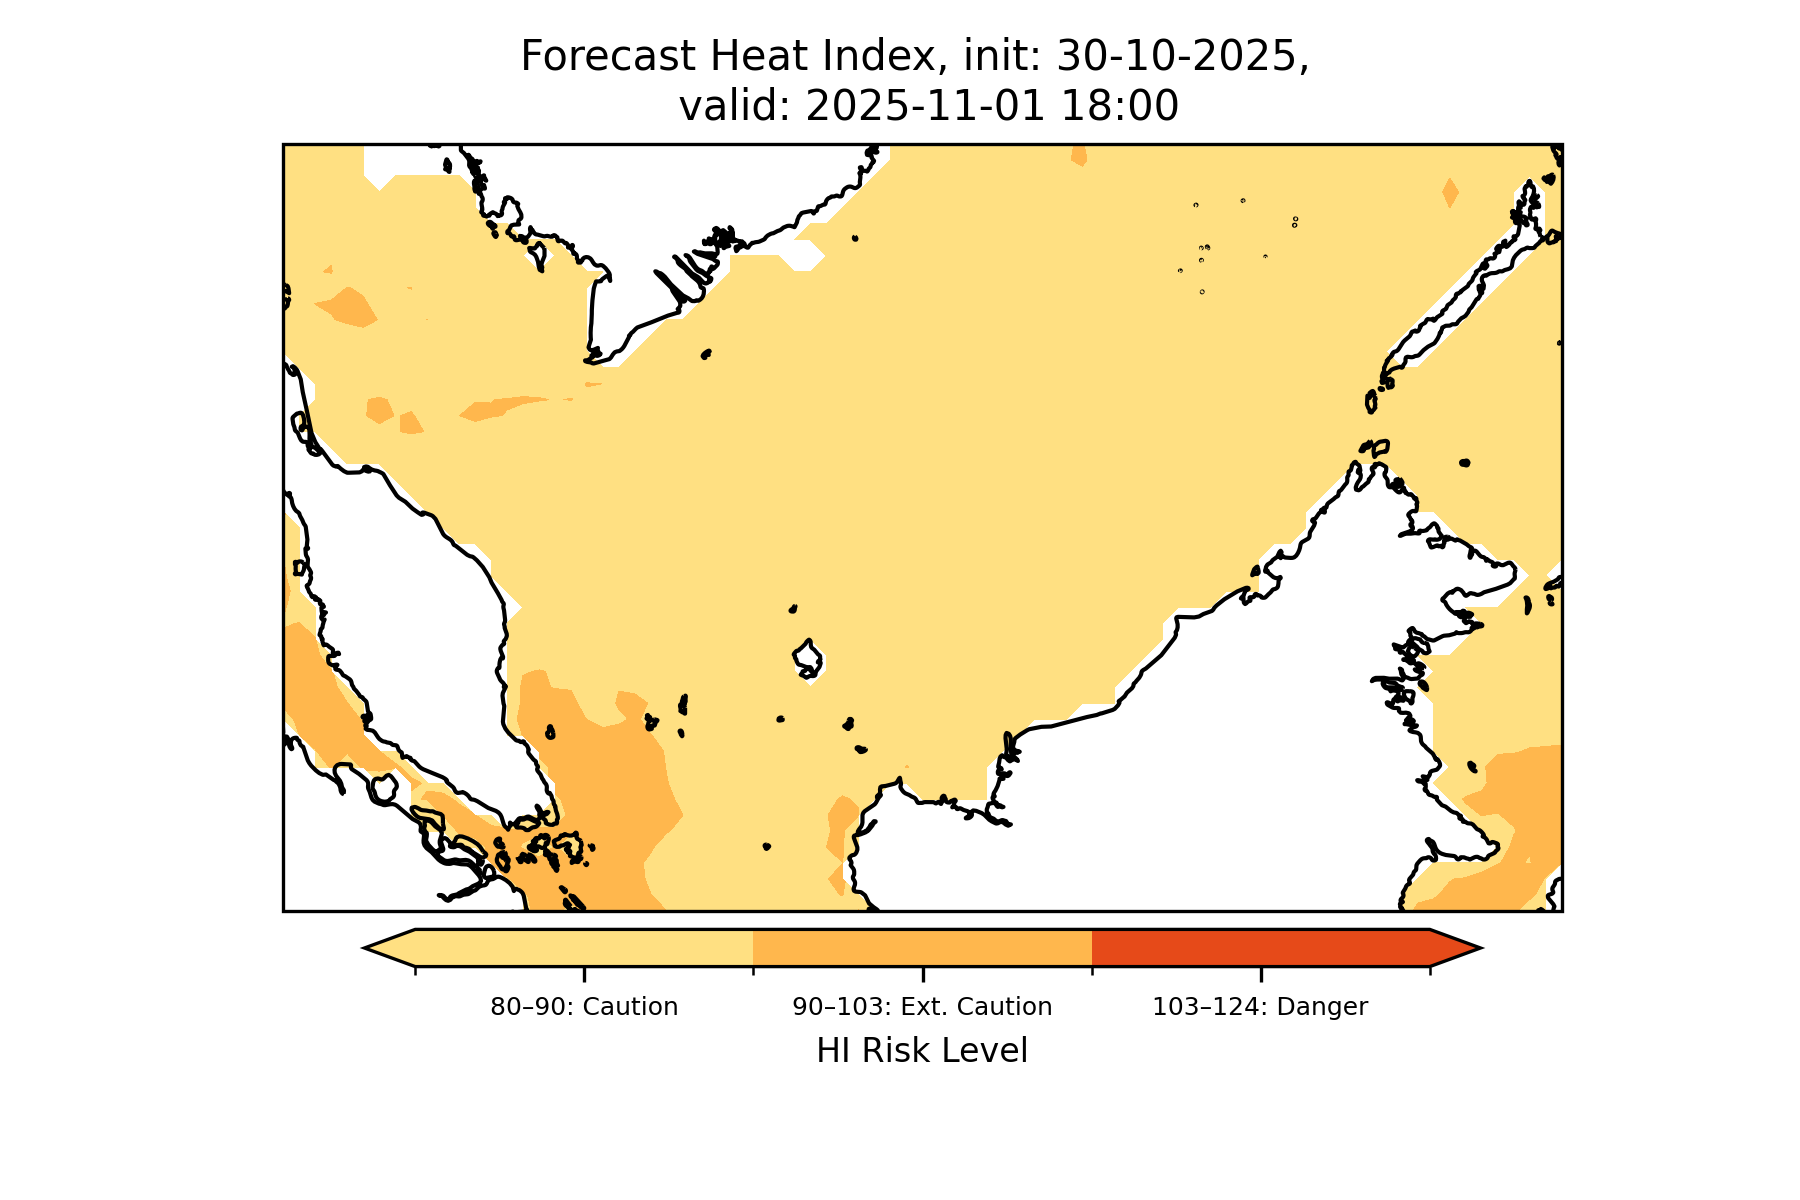 Forecast Heat Index, init: 30-10-2025,
valid: 2025-11-01 18:00
80–90: Caution
90–103: Ext. Caution
103–124: Danger
HI Risk Level